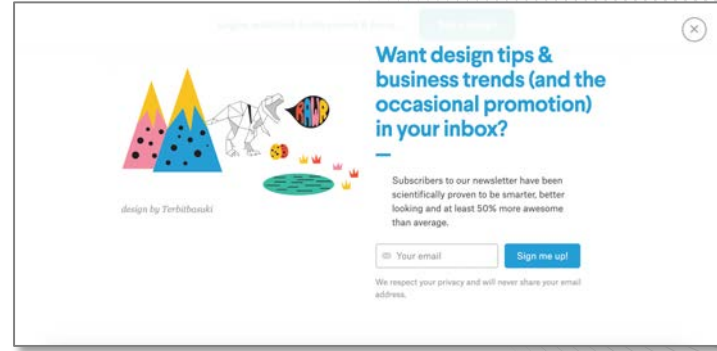 Want design tips &
business trends (and the
occasional promotion)
in your inbox?
RAWR
Subscribers to our newsletter have been
scientifically proven to be smarter, better
looking and at least 50% more awesome
than average.
design by Terbitbasuki
Your email
Sign me up!
We respect your privacy and will never share your email
address.